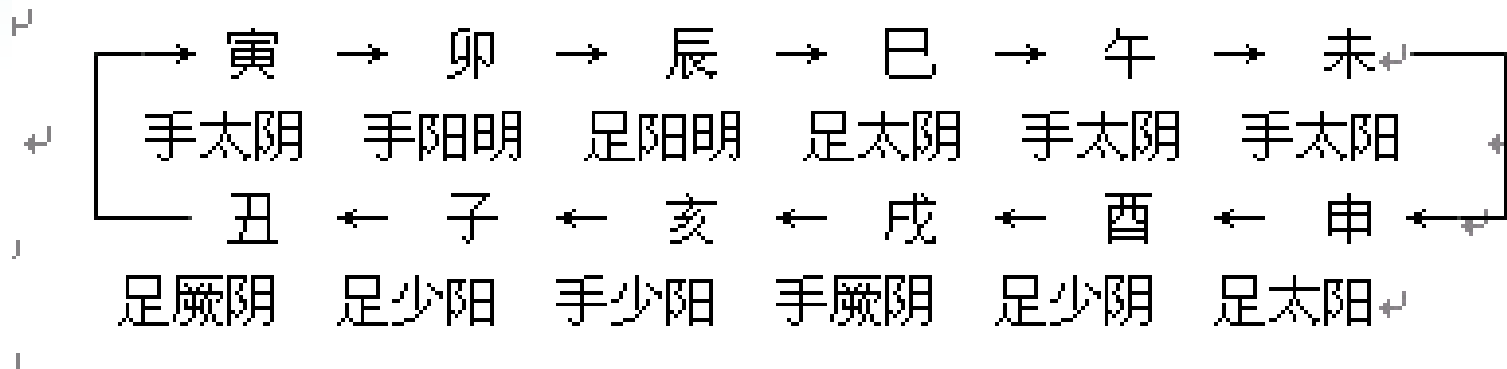 寅 → 卯 → 辰 → 巳 → 午 → 未
手太阴 手阳明 足阳明 足太阴 手太阴 手太阳
丑 ← 子 ← 亥 ← 戌 ← 酉 ← 申
足厥阴 足少阳 手少阳 手厥阴 足少阴 足太阳